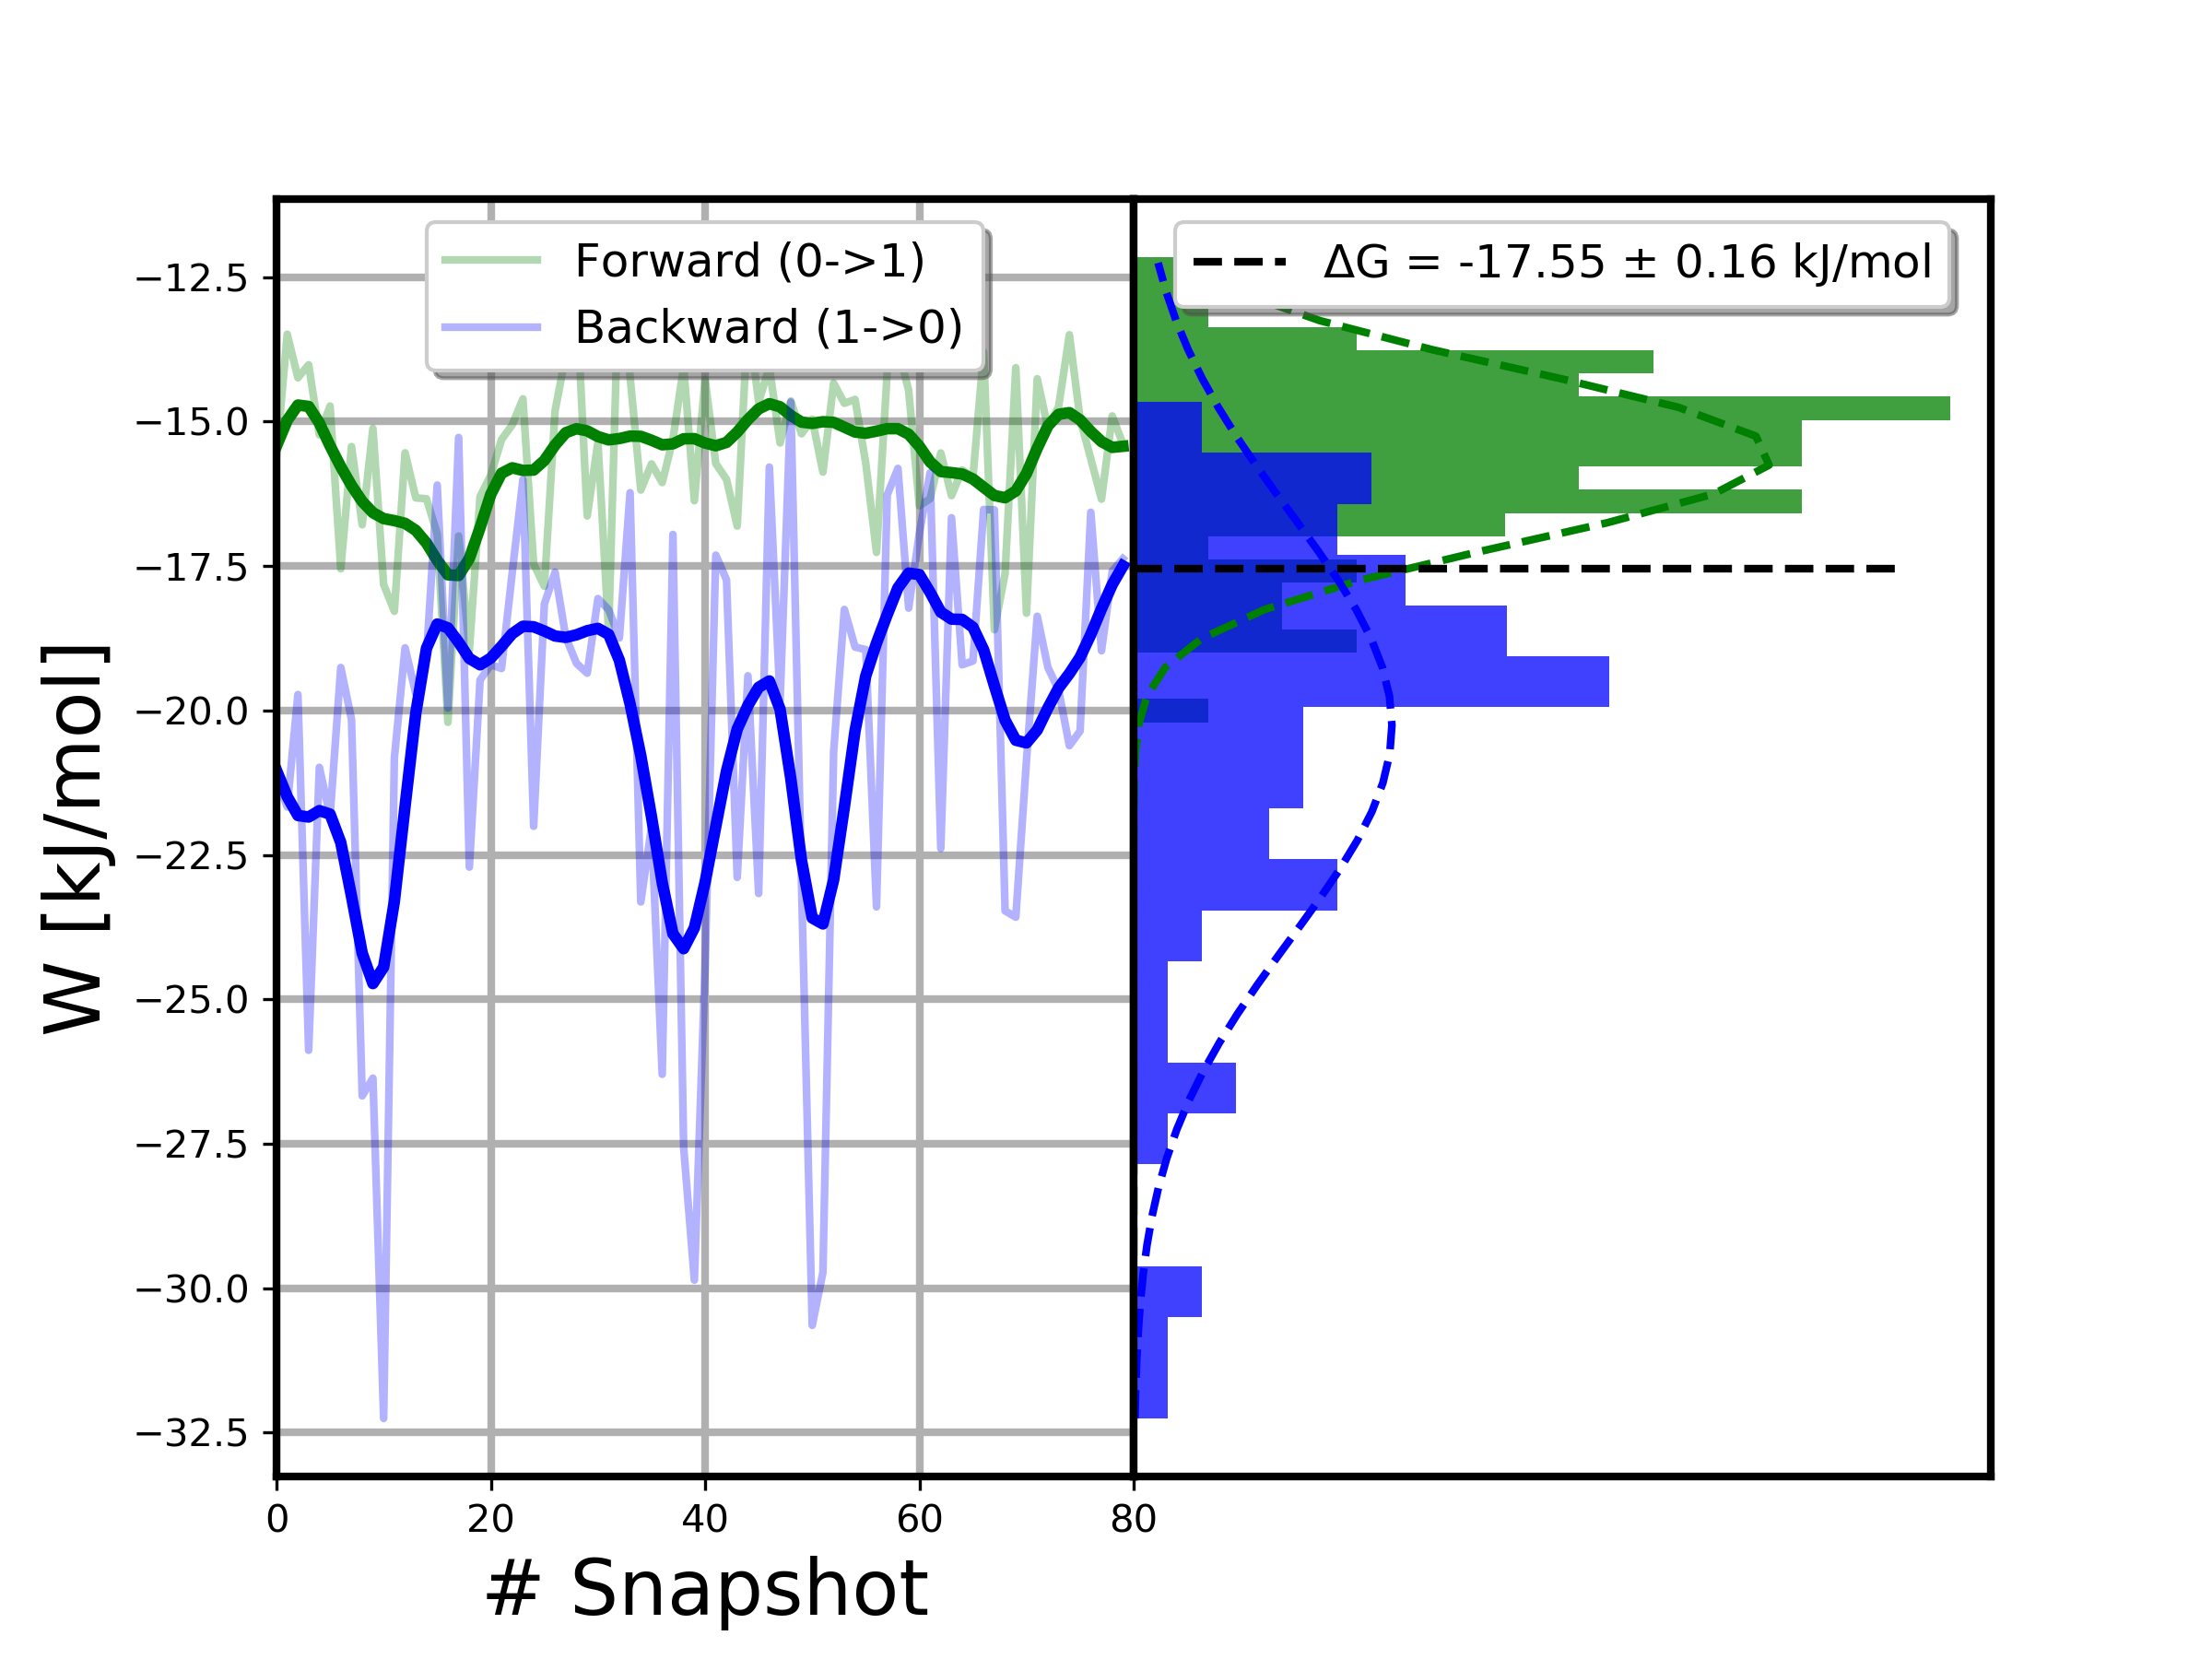 Forward (0->1)
Backward (1->0)
ΔG = -17.55 ± 0.16 kJ/mol
W [kJ/mol]
−12.5
−15.0
−17.5
−20.0
−22.5
−25.0
−27.5
−30.0
−32.5
0 20 40 60 80
# Snapshot